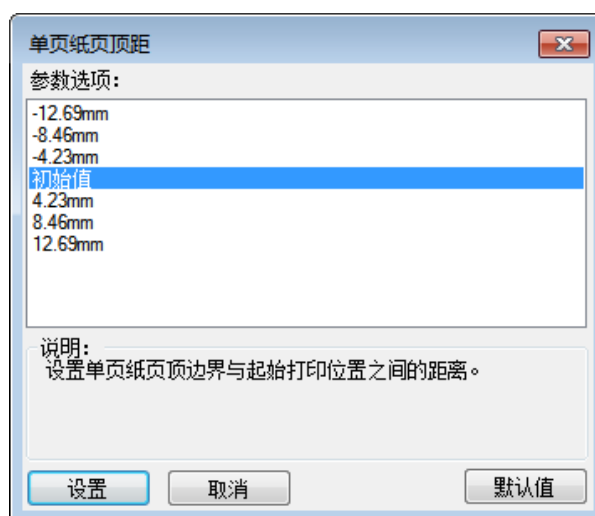 单页纸页顶距
参数选项：
-12.69mm
-8.46mm
-4.23mm
初始值
4.23mm
8.46mm
12.69mm
说明：
设置单页纸页顶边界与起始打印位置之间的距离。
设置 取消 默认值